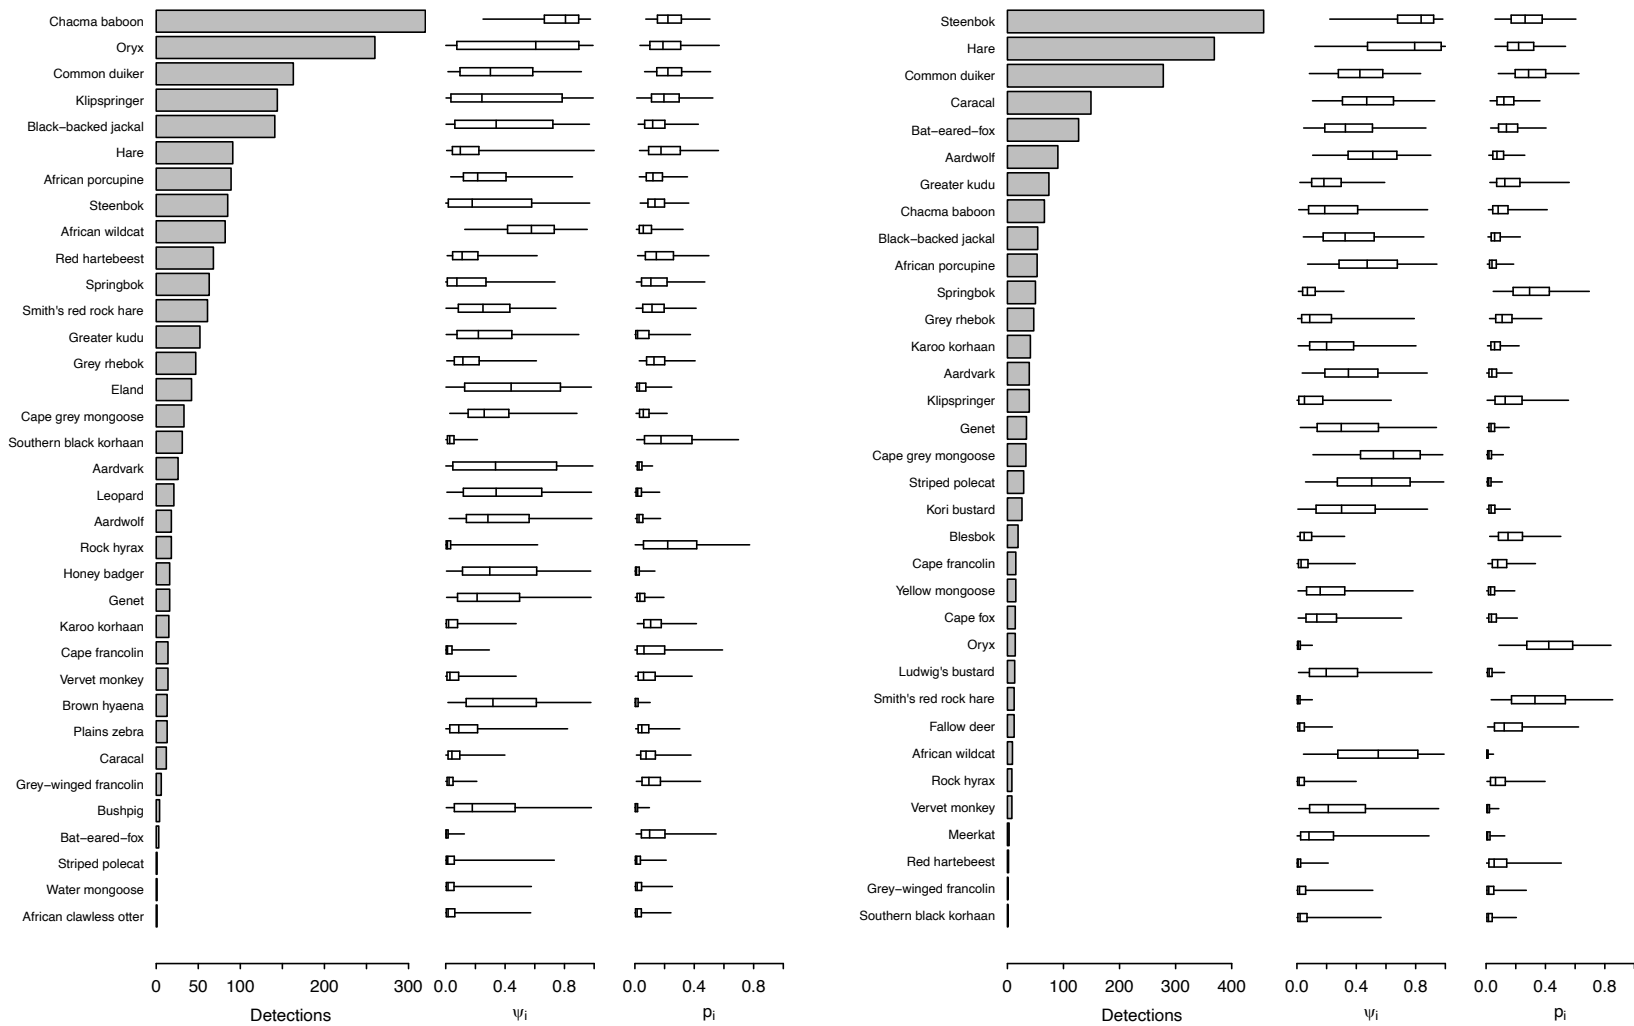 Chacma baboon
Oryx
Common duiker
Klipspringer
Black−backed jackal
Hare
African porcupine
Steenbok
African wildcat
Red hartebeest
Springbok
Smith's red rock hare
Greater kudu
Grey rhebok
Eland
Cape grey mongoose
Southern black korhaan
Aardvark
Leopard
Aardwolf
Rock hyrax
Honey badger
Genet
Karoo korhaan
Cape francolin
Vervet monkey
Brown hyaena
Plains zebra
Caracal
Grey−winged francolin
Bushpig
Bat−eared−fox
Striped polecat
Water mongoose
African clawless otter
0 50 100 200 300
Detections
0.0 0.4 0.8
ψi
0.0 0.4 0.8
pi
Steenbok
Hare
Common duiker
Caracal
Bat−eared−fox
Aardwolf
Greater kudu
Chacma baboon
Black−backed jackal
African porcupine
Springbok
Grey rhebok
Karoo korhaan
Aardvark
Klipspringer
Genet
Cape grey mongoose
Striped polecat
Kori bustard
Blesbok
Cape francolin
Yellow mongoose
Cape fox
Oryx
Ludwig's bustard
Smith's red rock hare
Fallow deer
African wildcat
Rock hyrax
Vervet monkey
Meerkat
Red hartebeest
Grey−winged francolin
Southern black korhaan
0 100 200 300 400
Detections
0.0 0.4 0.8
ψi
0.0 0.4 0.8
pi